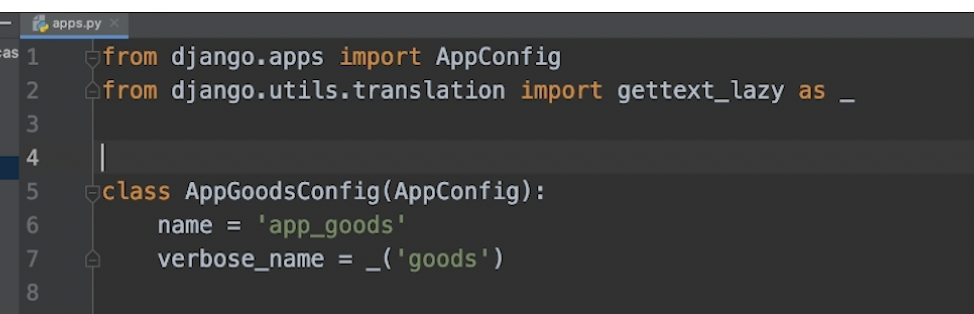 apps.py
cas
1 from django.apps import AppConfig
2 from django.utils.translation import gettext_lazy as _
3
4
5 class AppGoodsConfig(AppConfig):
6     name = 'app_goods'
7     verbose_name = _('goods')
8